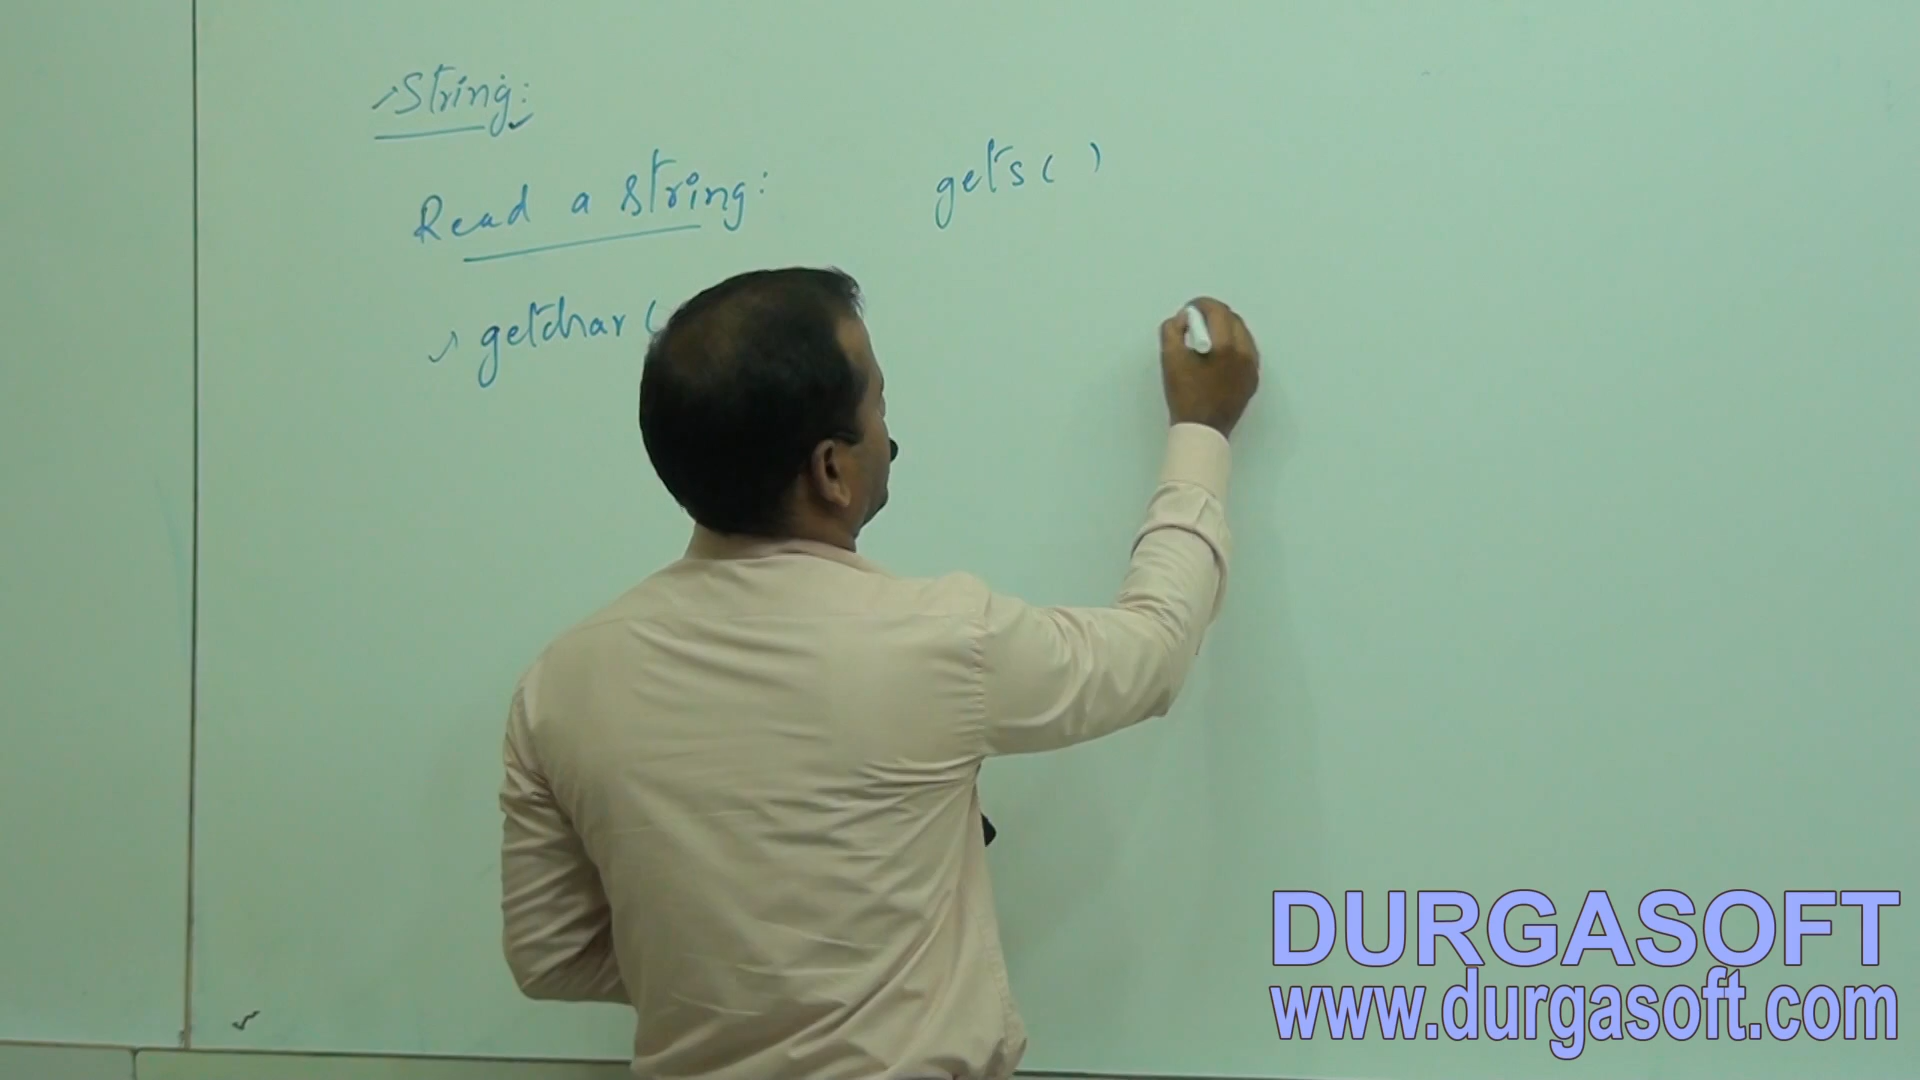 String:
Read a string: gets( )
getchar(
DURGASOFT
www.durgasoft.com